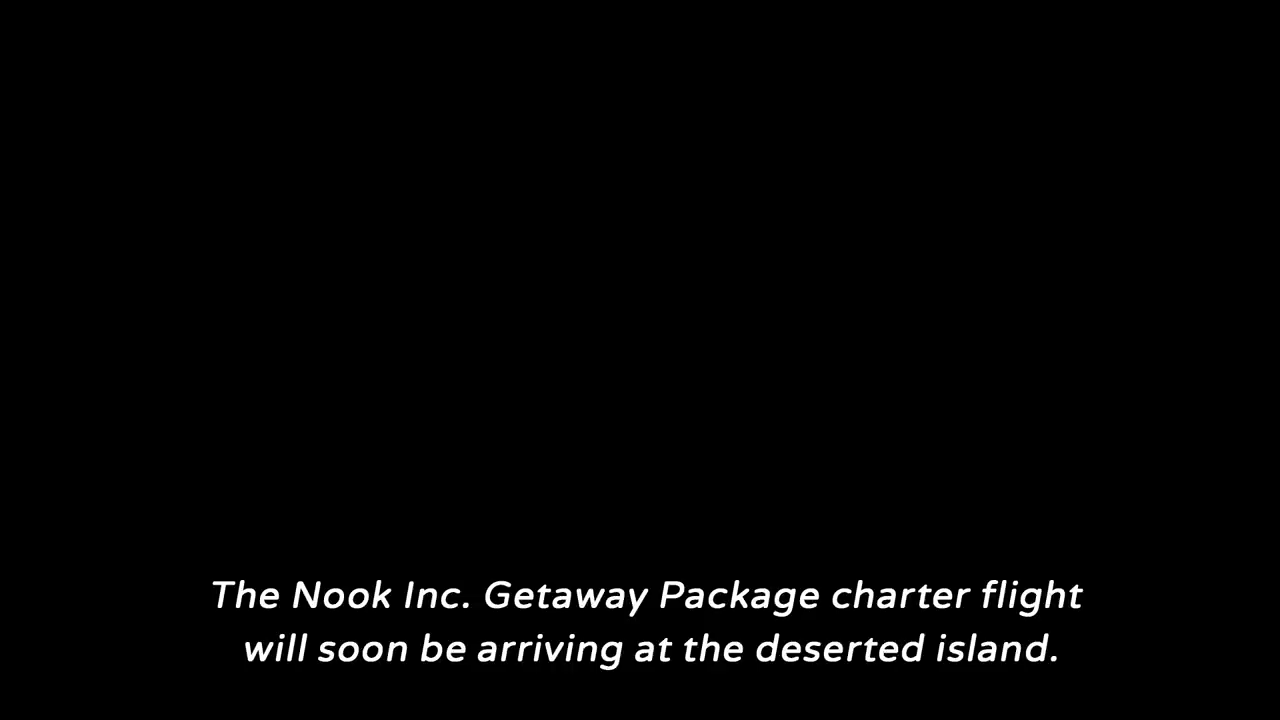 The Nook Inc. Getaway Package charter flight
will soon be arriving at the deserted island.